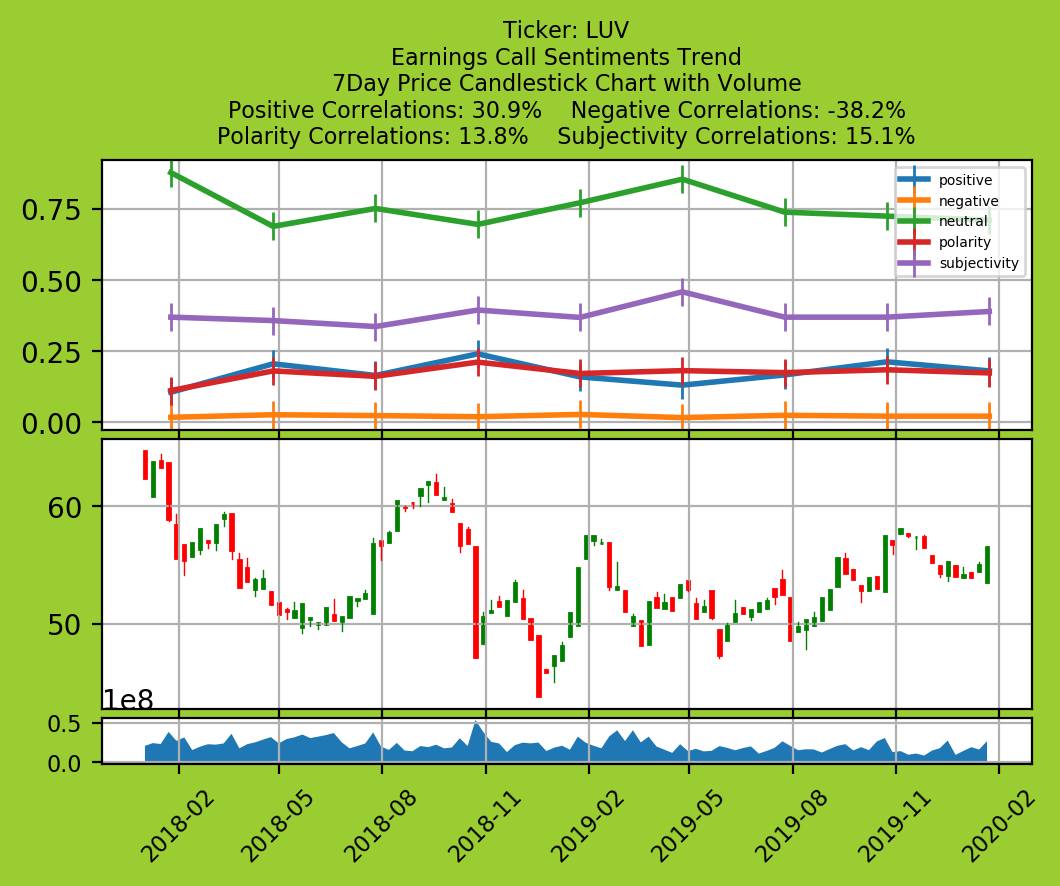 Ticker: LUV
Earnings Call Sentiments Trend
7Day Price Candlestick Chart with Volume
Positive Correlations: 30.9%    Negative Correlations: -38.2%
Polarity Correlations: 13.8%    Subjectivity Correlations: 15.1%
positive
negative
neutral
polarity
subjectivity
0.75
0.50
0.25
0.00
60
50
1e8
0.5
0.0
2018-02 2018-05 2018-08 2018-11 2019-02 2019-05 2019-08 2019-11 2020-02